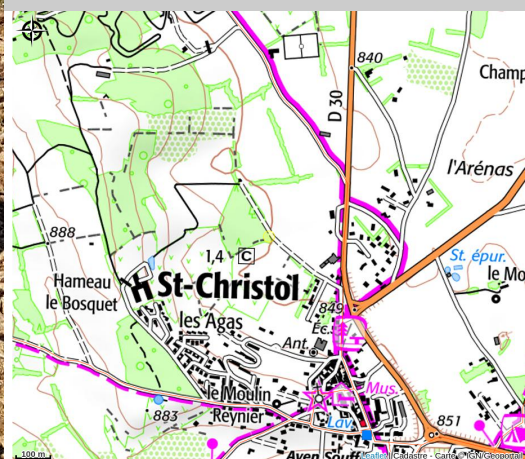 840
Champ
D 30
l'Arénas
888
St. épur.
1,4 C
le Mo
Hameau
le Bosquet
St-Christol
849
les Agas
Éc.
Ant.
le Moulin
Reynier
Mus.
883
Lav.
851
Aven Souff
100 m
Leaflet | Cadastre - Carte © IGN/Geoportail